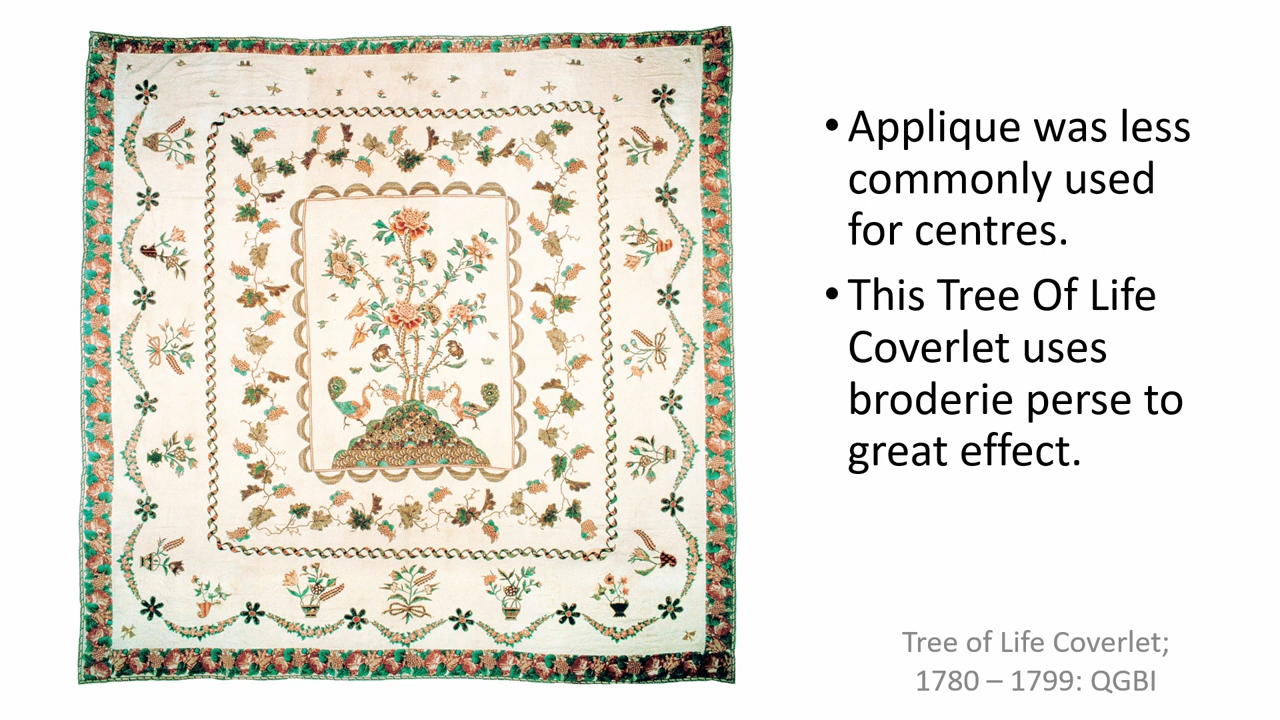 • Applique was less
commonly used
for centres.
• This Tree Of Life
Coverlet uses
broderie perse to
great effect.
Tree of Life Coverlet;
1780 – 1799: QGBI